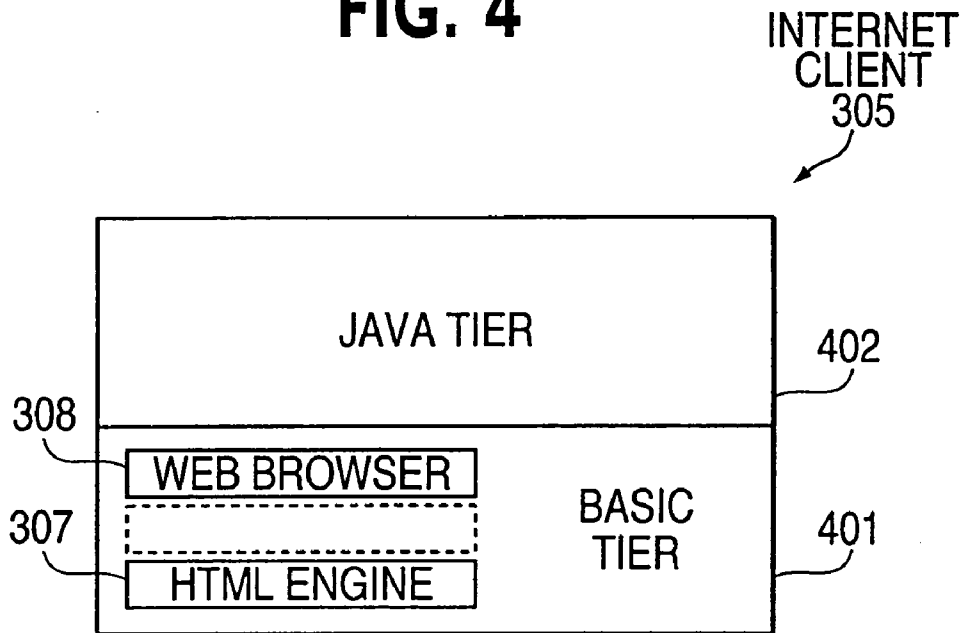 FIG. 4
INTERNET
CLIENT
305
JAVA TIER
402
308
WEB BROWSER
BASIC
TIER
307
HTML ENGINE
401